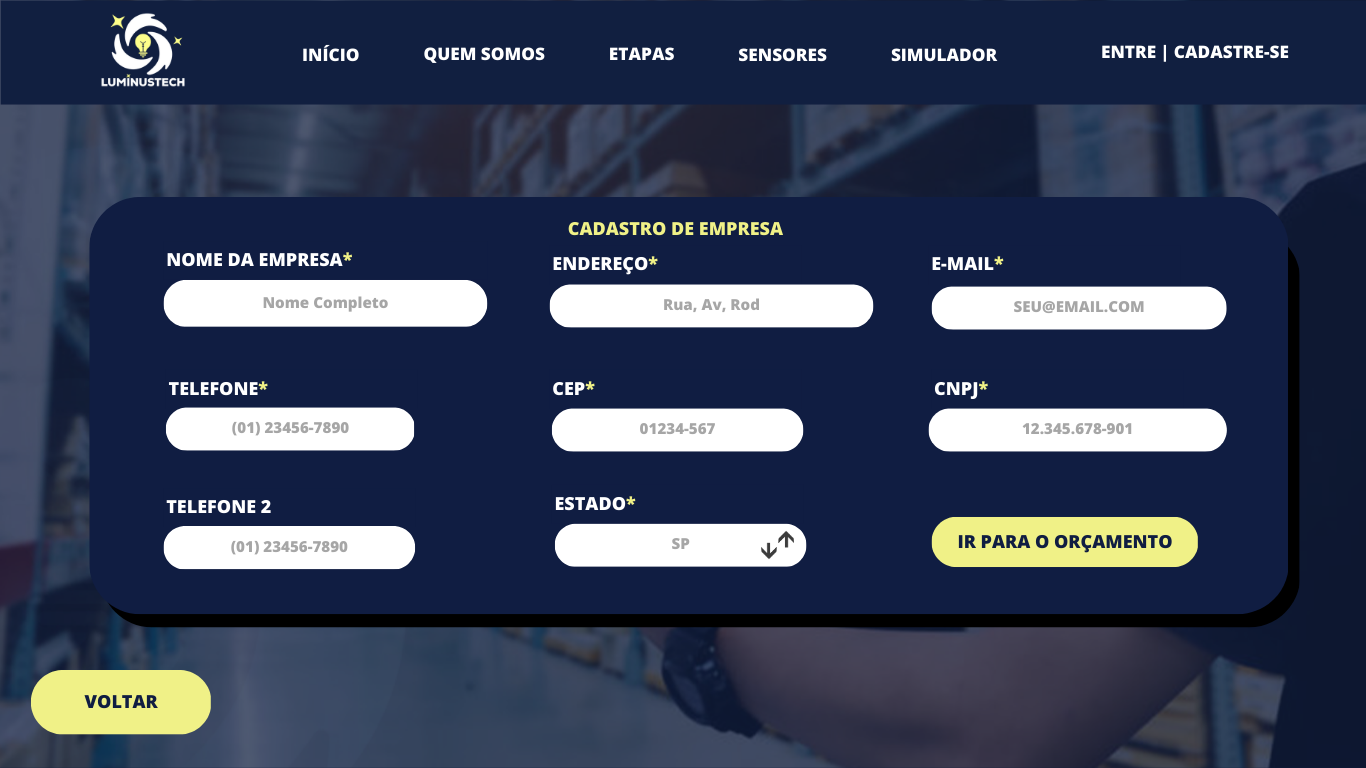 LUMINUSTECH
INÍCIO
QUEM SOMOS
ETAPAS
SENSORES
SIMULADOR
ENTRE | CADASTRE-SE
CADASTRO DE EMPRESA
NOME DA EMPRESA*
Nome Completo
ENDEREÇO*
Rua, Av, Rod
E-MAIL*
SEU@EMAIL.COM
TELEFONE*
(01) 23456-7890
CEP*
01234-567
CNPJ*
12.345.678-901
TELEFONE 2
(01) 23456-7890
ESTADO*
SP
IR PARA O ORÇAMENTO
VOLTAR